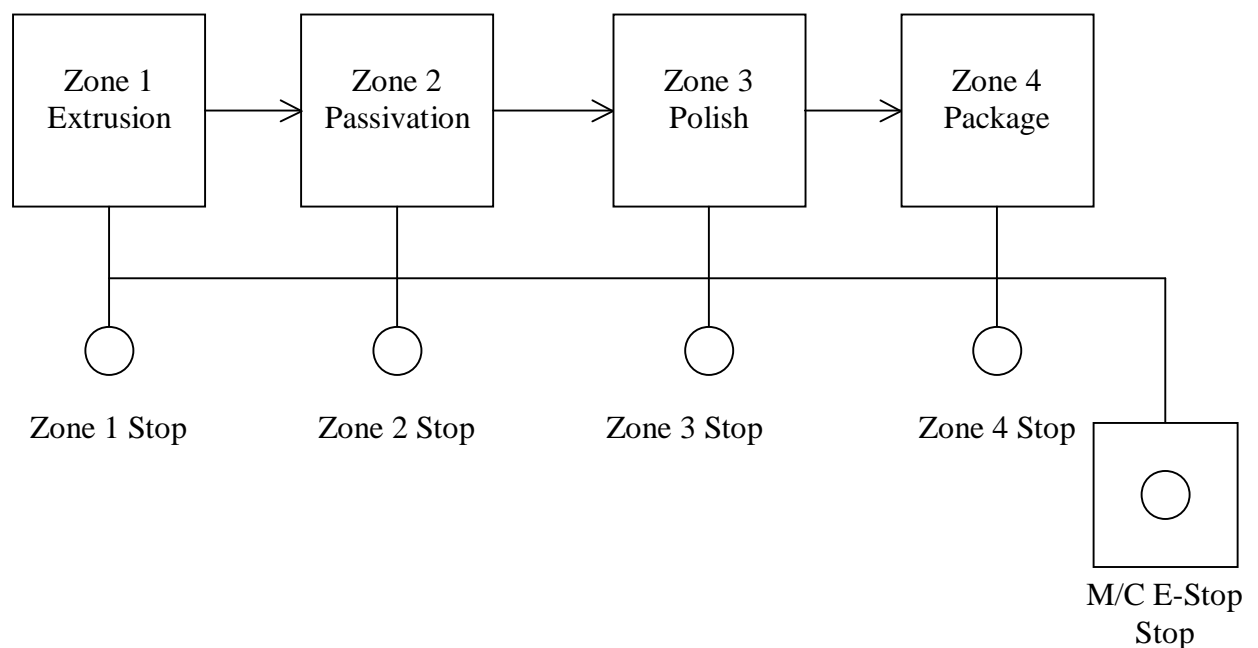 Zone 1
Extrusion
Zone 2
Passivation
Zone 3
Polish
Zone 4
Package
Zone 1 Stop
Zone 2 Stop
Zone 3 Stop
Zone 4 Stop
M/C E-Stop
Stop